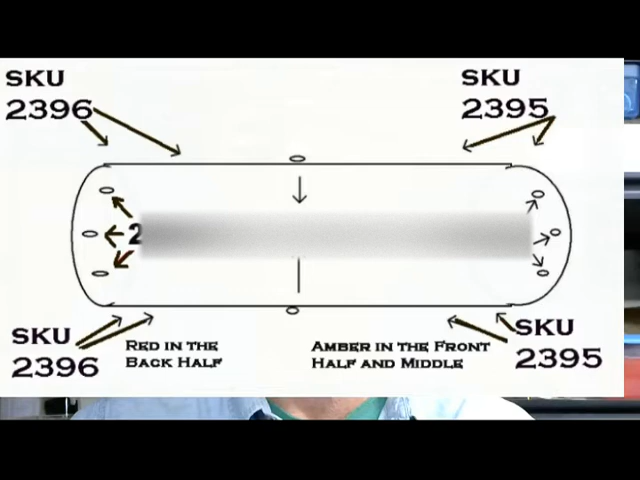 SKU
2396
SKU
2395
2
SKU
2396
Red in the
Back Half
Amber in the Front
Half and Middle
SKU
2395